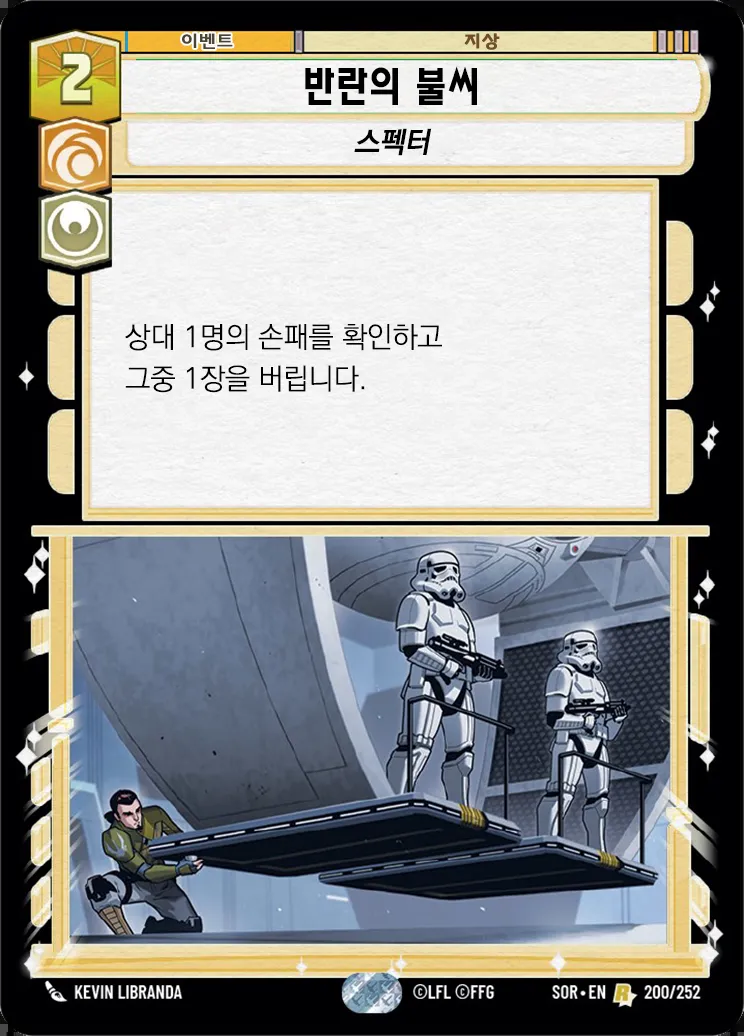 이벤트
지상
2
반란의 불씨
스펙터
상대 1명의 손패를 확인하고
그중 1장을 버립니다.
KEVIN LIBRANDA
©LFL ©FFG
SOR • EN R 200/252